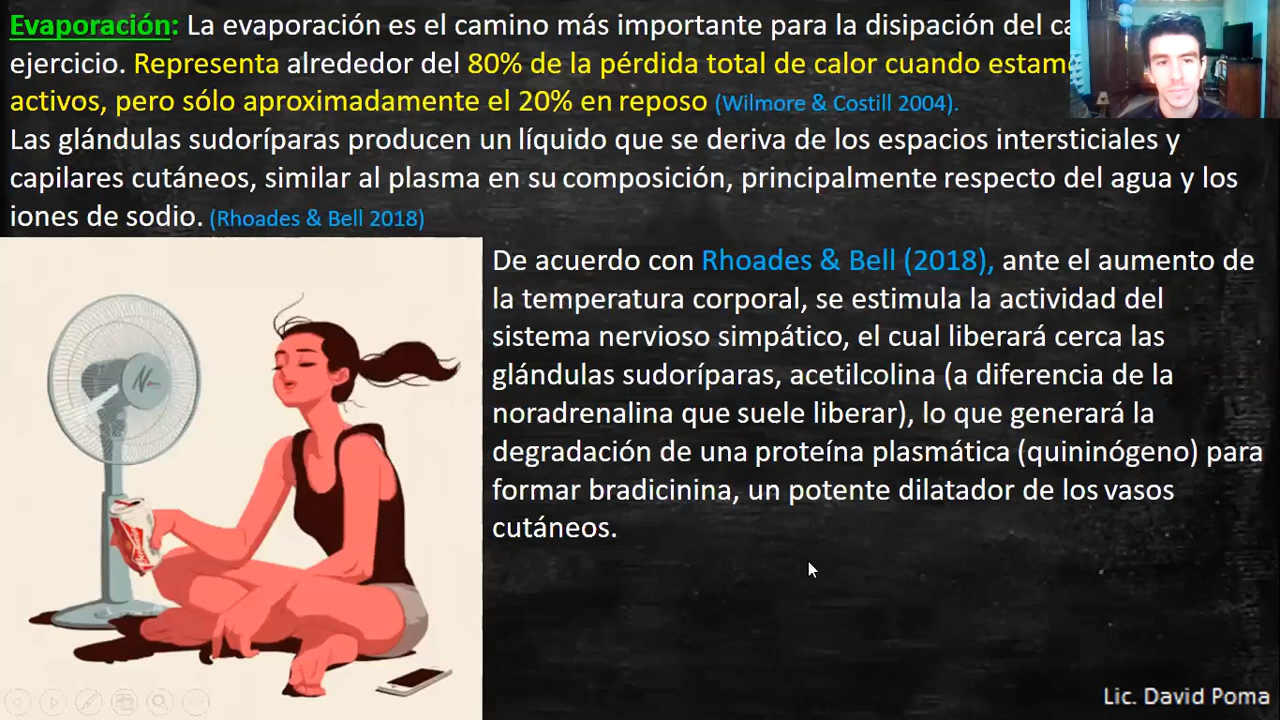 Evaporación: La evaporación es el camino más importante para la disipación del
ejercicio. Representa alrededor del 80% de la pérdida total de calor cuando
activos, pero sólo aproximadamente el 20% en reposo (Wilmore & Costill 2004).
Las glándulas sudoríparas producen un líquido que se deriva de los espacios intersticiales y
capilares cutáneos, similar al plasma en su composición, principalmente respecto del agua y los
iones de sodio. (Rhoades & Bell 2018)
De acuerdo con Rhoades & Bell (2018), ante el aumento de
la temperatura corporal, se estimula la actividad del
sistema nervioso simpático, el cual liberará cerca las
glándulas sudoríparas, acetilcolina (a diferencia de la
noradrenalina que suele liberar), lo que generará la
degradación de una proteína plasmática (quininógeno) para
formar bradicinina, un potente dilatador de los vasos
cutáneos.
Lic. David Poma